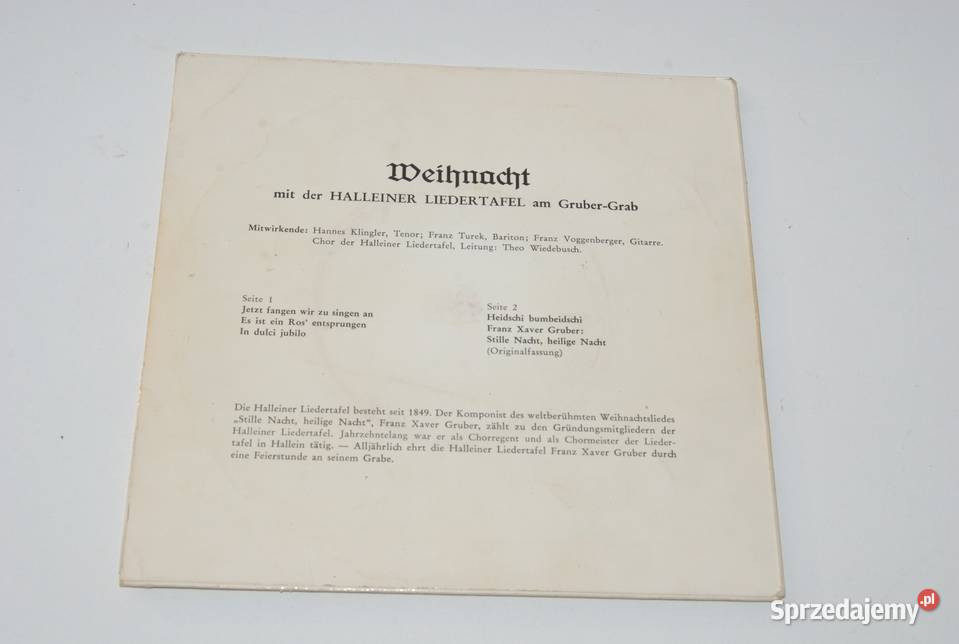 Weihnacht
mit der HALLEINER LIEDERTAFEL am Gruber-Grab
Mitwirkende: Hannes Klingler, Tenor; Franz Turek, Bariton; Franz Voggenberger, Gitarre.
Chor der Halleiner Liedertafel, Leitung: Theo Wiedebusch.
Seite 1
Jetzt fangen wir zu singen an
Es ist ein Ros' entsprungen
In dulci jubilo
Seite 2
Heidschi bumbeidschi
Franz Xaver Gruber:
Stille Nacht, heilige Nacht
(Originalfassung)
Die Halleiner Liedertafel besteht seit 1849. Der Komponist des weltberühmten Weihnachtsliedes
„Stille Nacht, heilige Nacht", Franz Xaver Gruber, zählt zu den Gründungsmitgliedern der
Halleiner Liedertafel. Jahrzehntelang war er als Chorregent und als Chormeister der Lieder-
tafel in Hallein tätig. — Alljährlich ehrt die Halleiner Liedertafel Franz Xaver Gruber durch
eine Feierstunde an seinem Grabe.
Sprzedajemy.pl